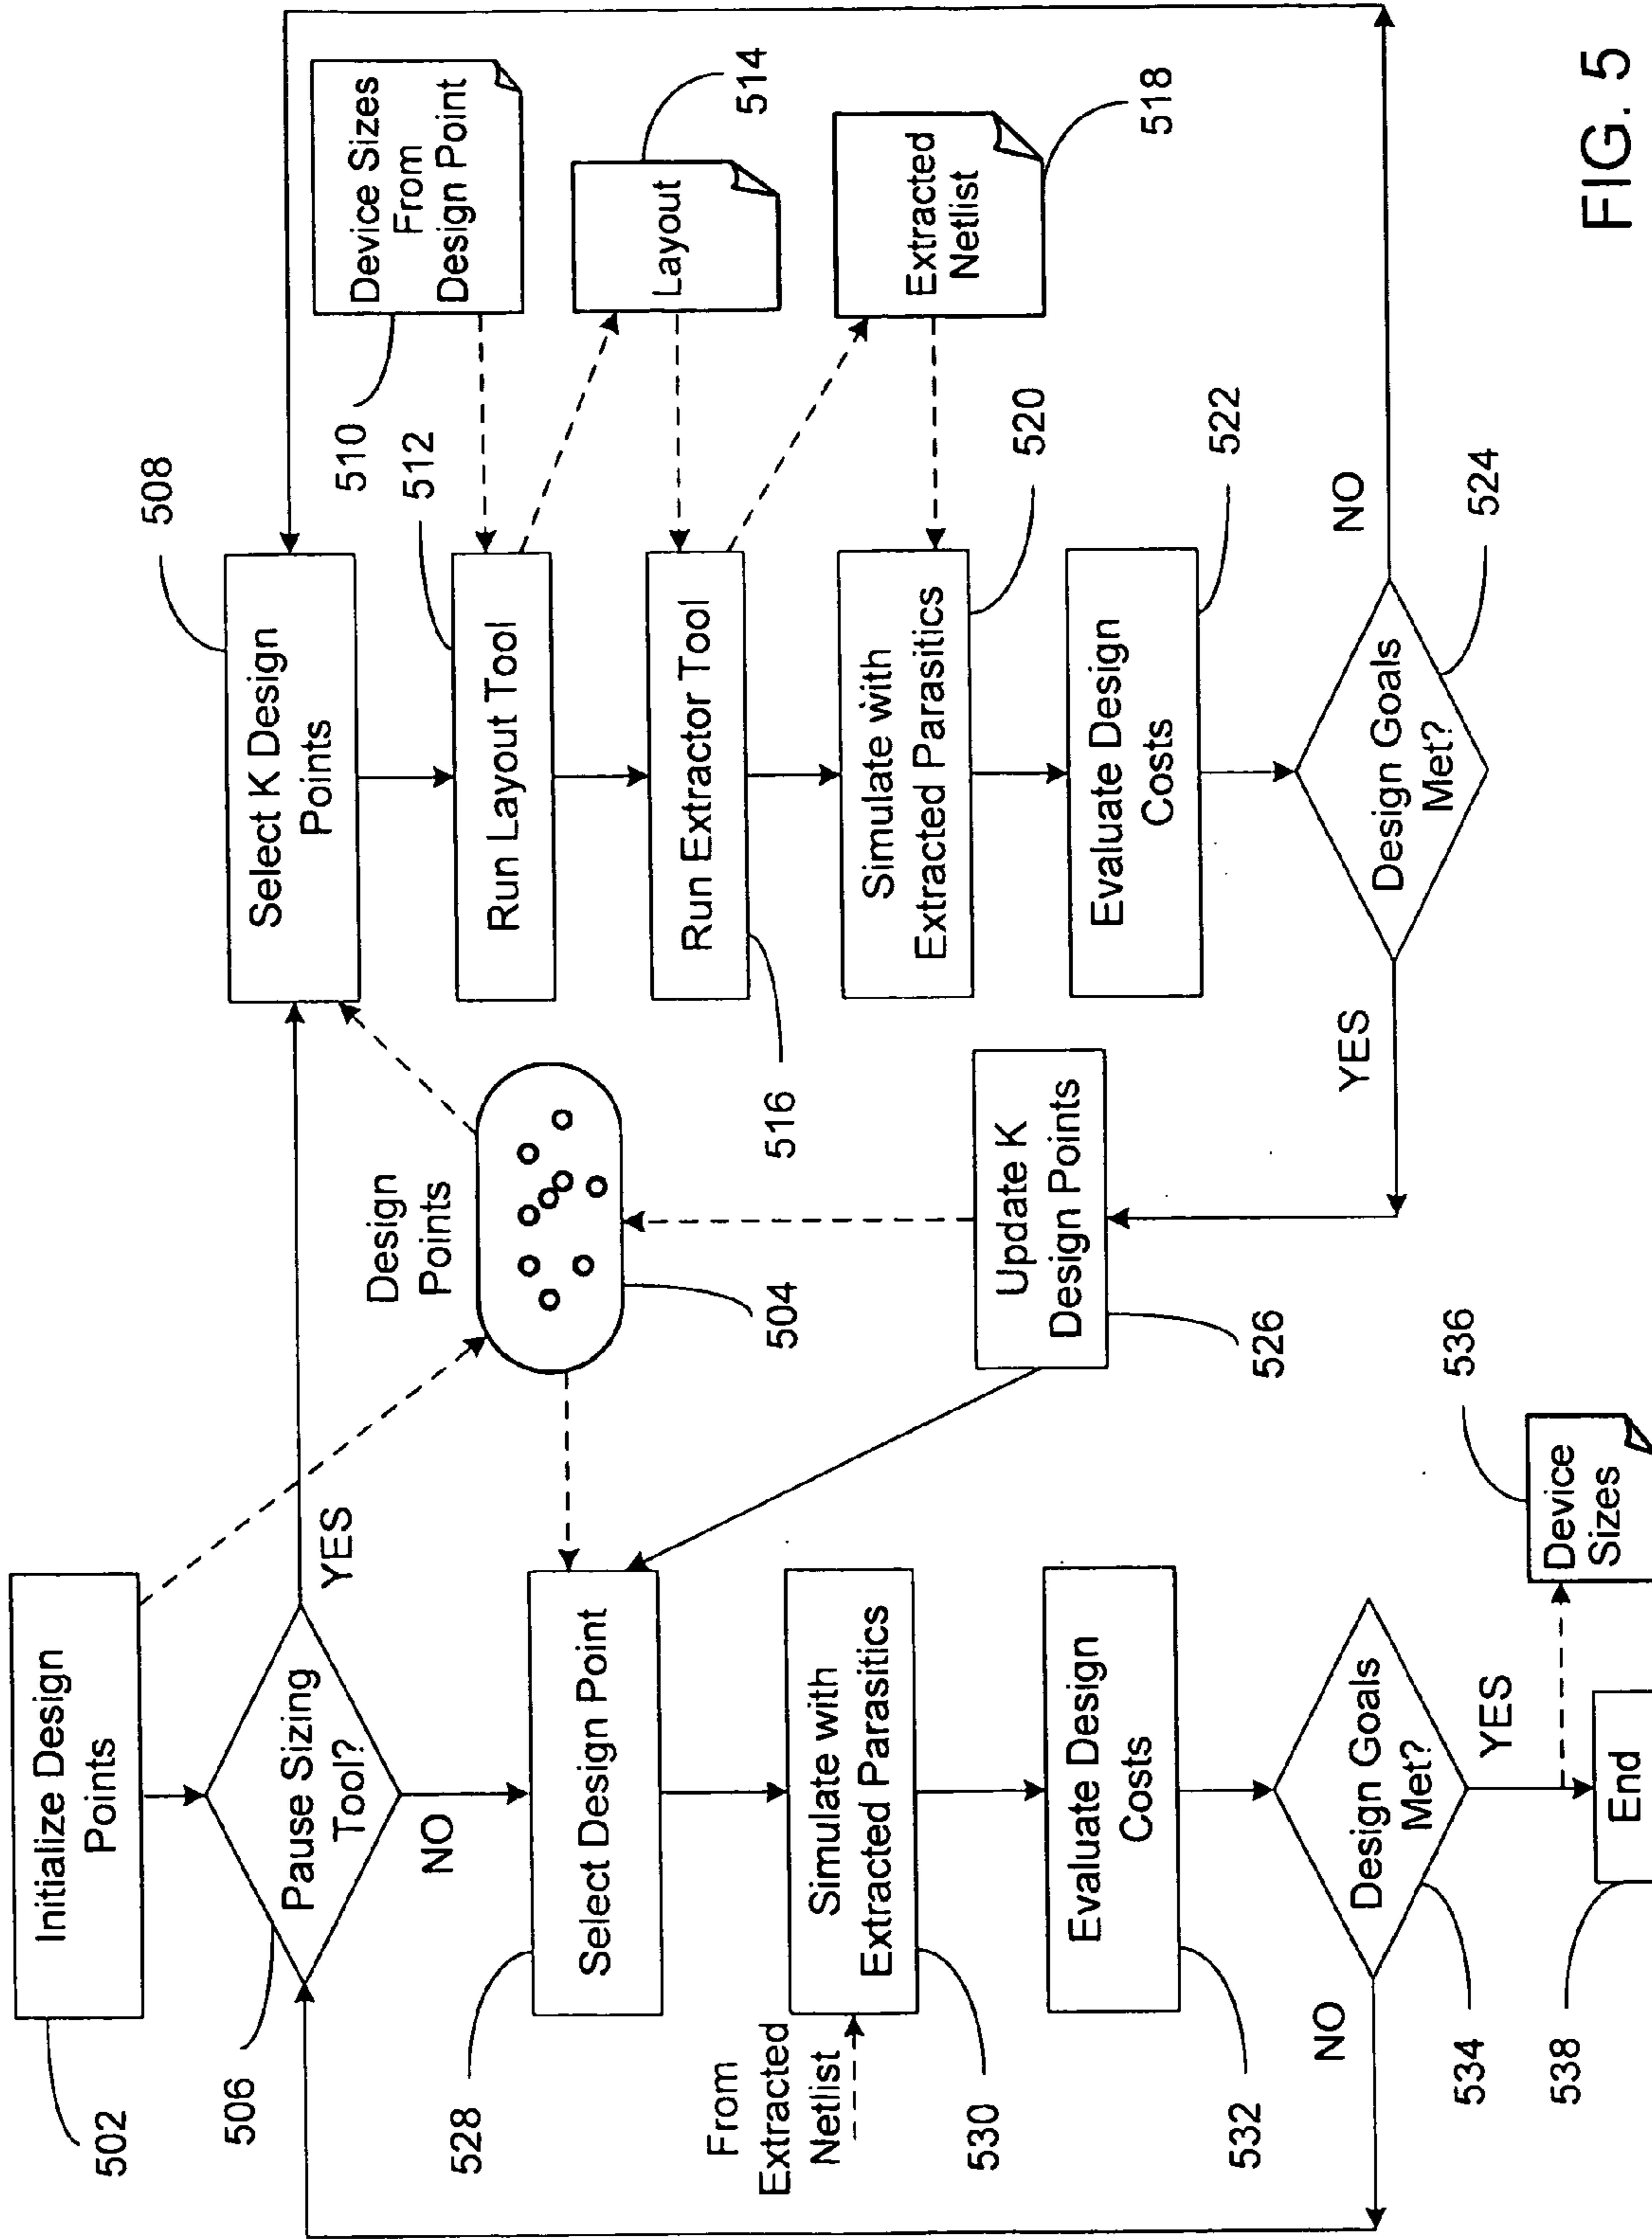 502
Initialize Design
Points
506
Pause Sizing
Tool?
YES
NO
528
Select Design Point
From
Extracted
Netlist
Simulate with
Extracted Parasitics
530
Evaluate Design
Costs
532
Design Goals
Met?
NO
534
YES
Device
Sizes
536
End
538
Design
Points
504
Update K
Design Points
526
508
Select K Design
Points
510
Device Sizes
From
Design Point
512
Run Layout Tool
Layout
514
Run Extractor Tool
516
Extracted
Netlist
518
Simulate with
Extracted Parasitics
520
Evaluate Design
Costs
522
Design Goals
Met?
524
YES
NO
FIG. 5